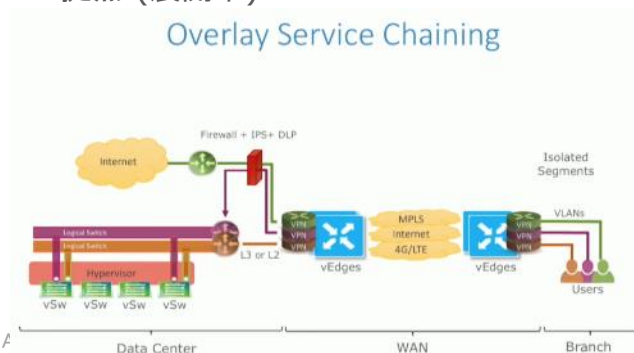 Overlay Service Chaining
Firewall + IPS+ DLP
Internet
Isolated
Segments
VLANs
MPLS
Internet
4G/LTE
VPN
VPN
VPN
VPN
VPN
VPN
Logical Switch
Logical Switch
L3 or L2
vEdges
vEdges
Hypervisor
Users
vSw
vSw
vSw
vSw
Data Center
WAN
Branch